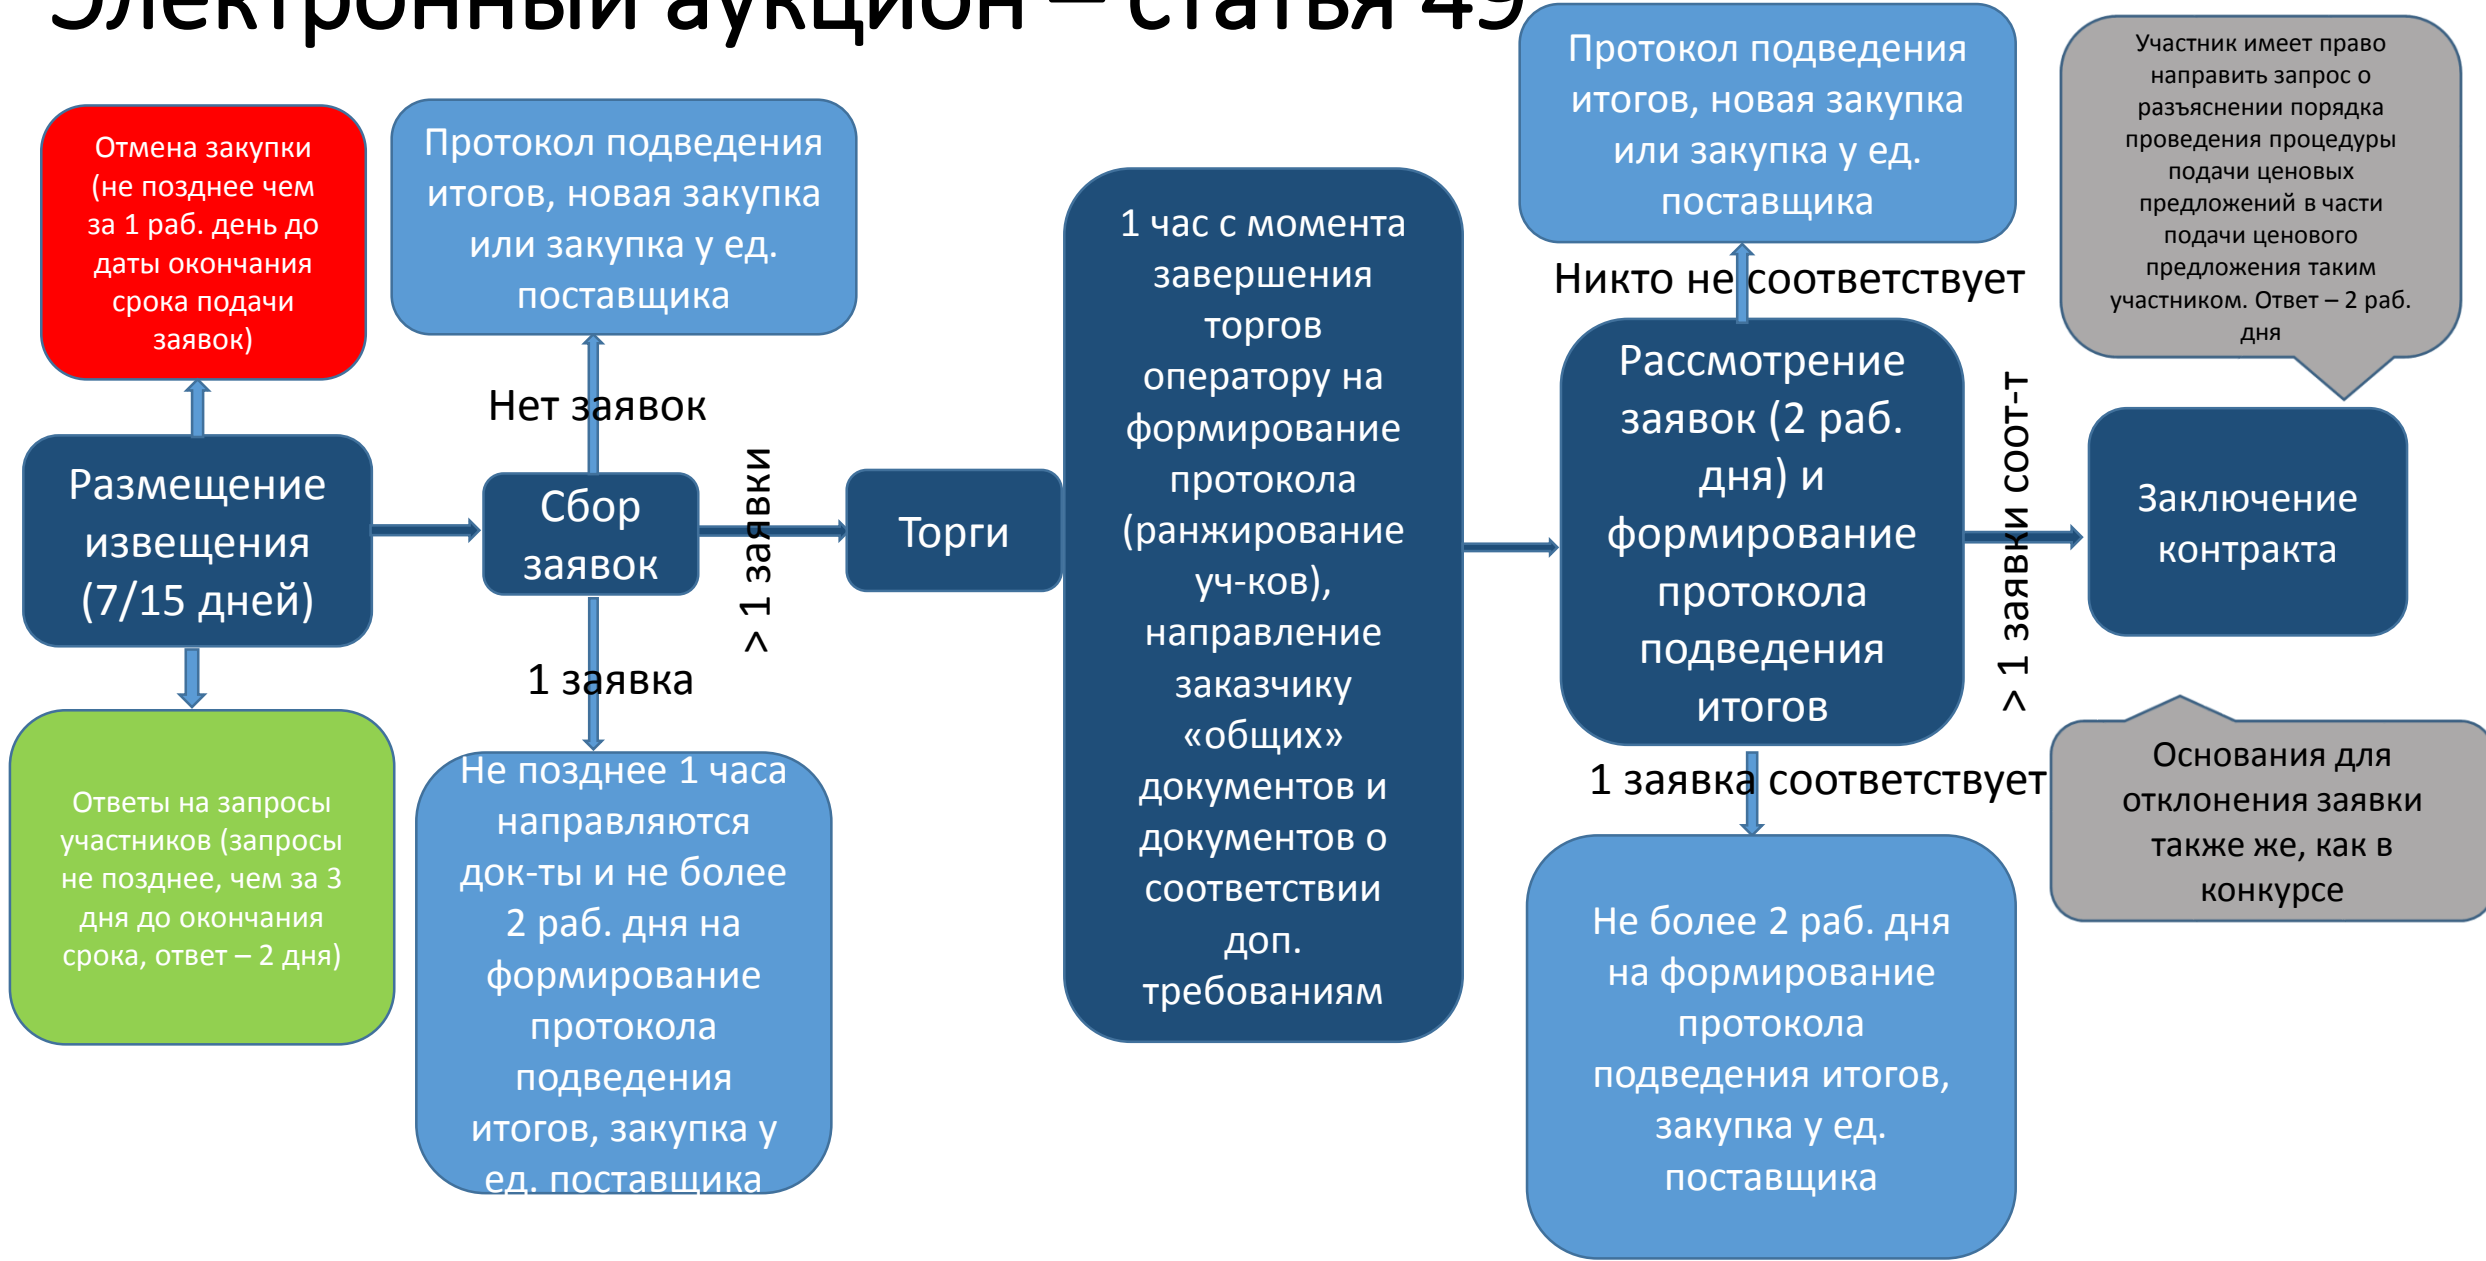 Электронный аукцион – статья 49
Отмена закупки
(не позднее чем
за 1 раб. день до
даты окончания
срока подачи
заявок)
Размещение
извещения
(7/15 дней)
Ответы на запросы
участников (запросы
не позднее, чем за 3
дня до окончания
срока, ответ – 2 дня)
Протокол подведения
итогов, новая закупка
или закупка у ед.
поставщика
Нет заявок
Сбор
заявок
1 заявка
Не позднее 1 часа
направляются
док-ты и не более
2 раб. дня на
формирование
протокола
подведения
итогов, закупка у
ед. поставщика
> 1 заявки
Торги
1 час с момента
завершения
торгов
оператору на
формирование
протокола
(ранжирование
уч-ков),
направление
заказчику
«общих»
документов и
документов о
соответствии
доп.
требованиям
Протокол подведения
итогов, новая закупка
или закупка у ед.
поставщика
Никто не соответствует
Рассмотрение
заявок (2 раб.
дня) и
формирование
протокола
подведения
итогов
1 заявка соответствует
Не более 2 раб. дня
на формирование
протокола
подведения итогов,
закупка у ед.
поставщика
> 1 заявки соот-т
Участник имеет право
направить запрос о
разъяснении порядка
проведения процедуры
подачи ценовых
предложений в части
подачи ценового
предложения таким
участником. Ответ – 2 раб.
дня
Заключение
контракта
Основания для
отклонения заявки
также же, как в
конкурсе